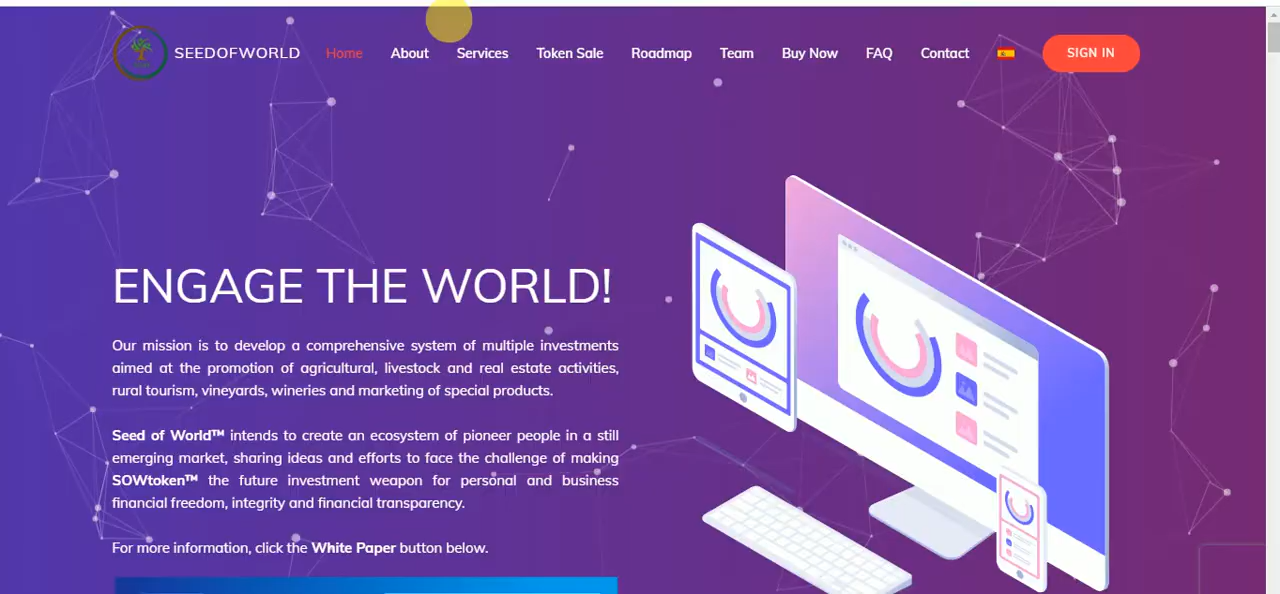 SEEDOFWORLD
Home
About
Services
Token Sale
Roadmap
Team
Buy Now
FAQ
Contact
SIGN IN
ENGAGE THE WORLD!
Our mission is to develop a comprehensive system of multiple investments
aimed at the promotion of agricultural, livestock and real estate activities,
rural tourism, vineyards, wineries and marketing of special products.
Seed of World™ intends to create an ecosystem of pioneer people in a still
emerging market, sharing ideas and efforts to face the challenge of making
SOWtoken™ the future investment weapon for personal and business
financial freedom, integrity and financial transparency.
For more information, click the White Paper button below.